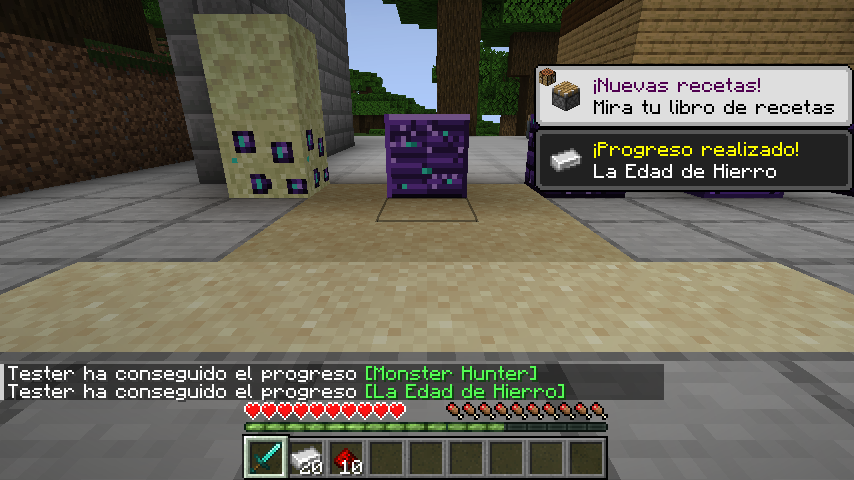 ¡Nuevas recetas!
Mira tu libro de recetas
¡Progreso realizado!
La Edad de Hierro
Tester ha conseguido el progreso [Monster Hunter]
Tester ha conseguido el progreso [La Edad de Hierro]
20
10